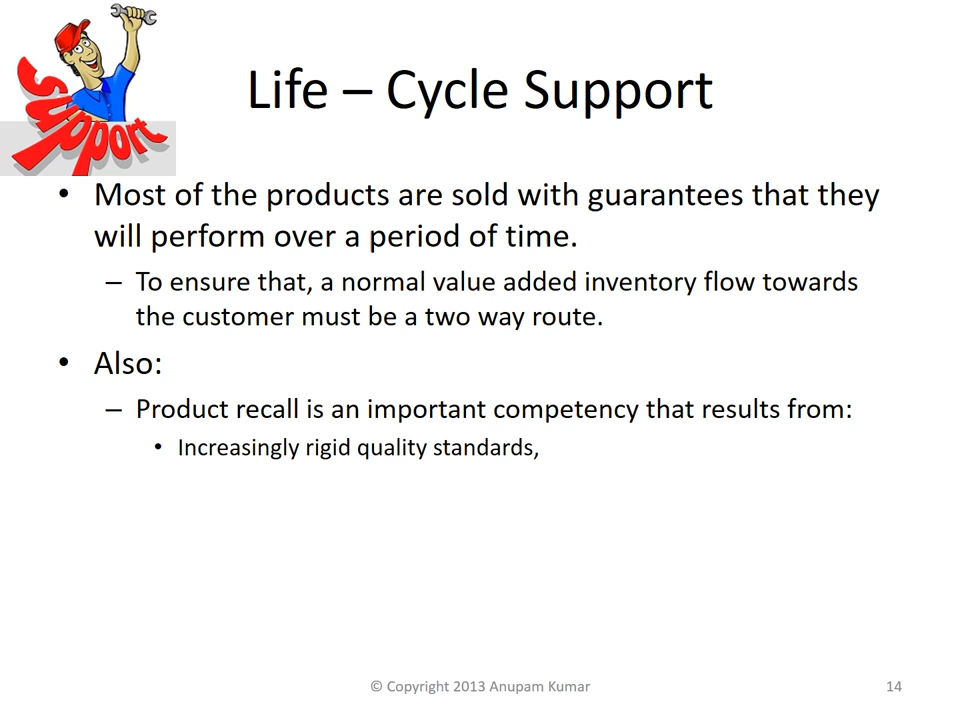 Support
Life – Cycle Support
• Most of the products are sold with guarantees that they
will perform over a period of time.
– To ensure that, a normal value added inventory flow towards
the customer must be a two way route.
• Also:
– Product recall is an important competency that results from:
• Increasingly rigid quality standards,
© Copyright 2013 Anupam Kumar
14